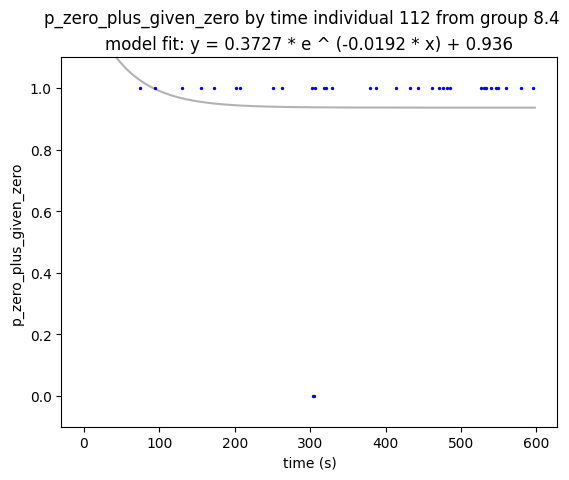 p_zero_plus_given_zero by time individual 112 from group 8.4
model fit: y = 0.3727 * e ^ (-0.0192 * x) + 0.936
1.0
0.8
0.6
0.4
0.2
0.0
p_zero_plus_given_zero
0 100 200 300 400 500 600
time (s)